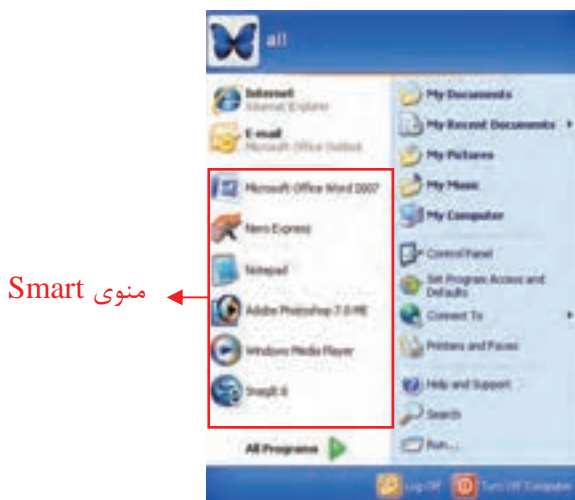 all
Internet
Internet Explorer
E-mail
Microsoft Office Outlook
Microsoft Office Word 2007
Nero Express
Notepad
Adobe Photoshop 7.0 ME
Windows Media Player
SnagIt 8
All Programs
My Documents
My Recent Documents
My Pictures
My Music
My Computer
Control Panel
Set Program Access and
Defaults
Connect To
Printers and Faxes
Help and Support
Search
Run...
Log Off
Turn Off Computer
منوی Smart